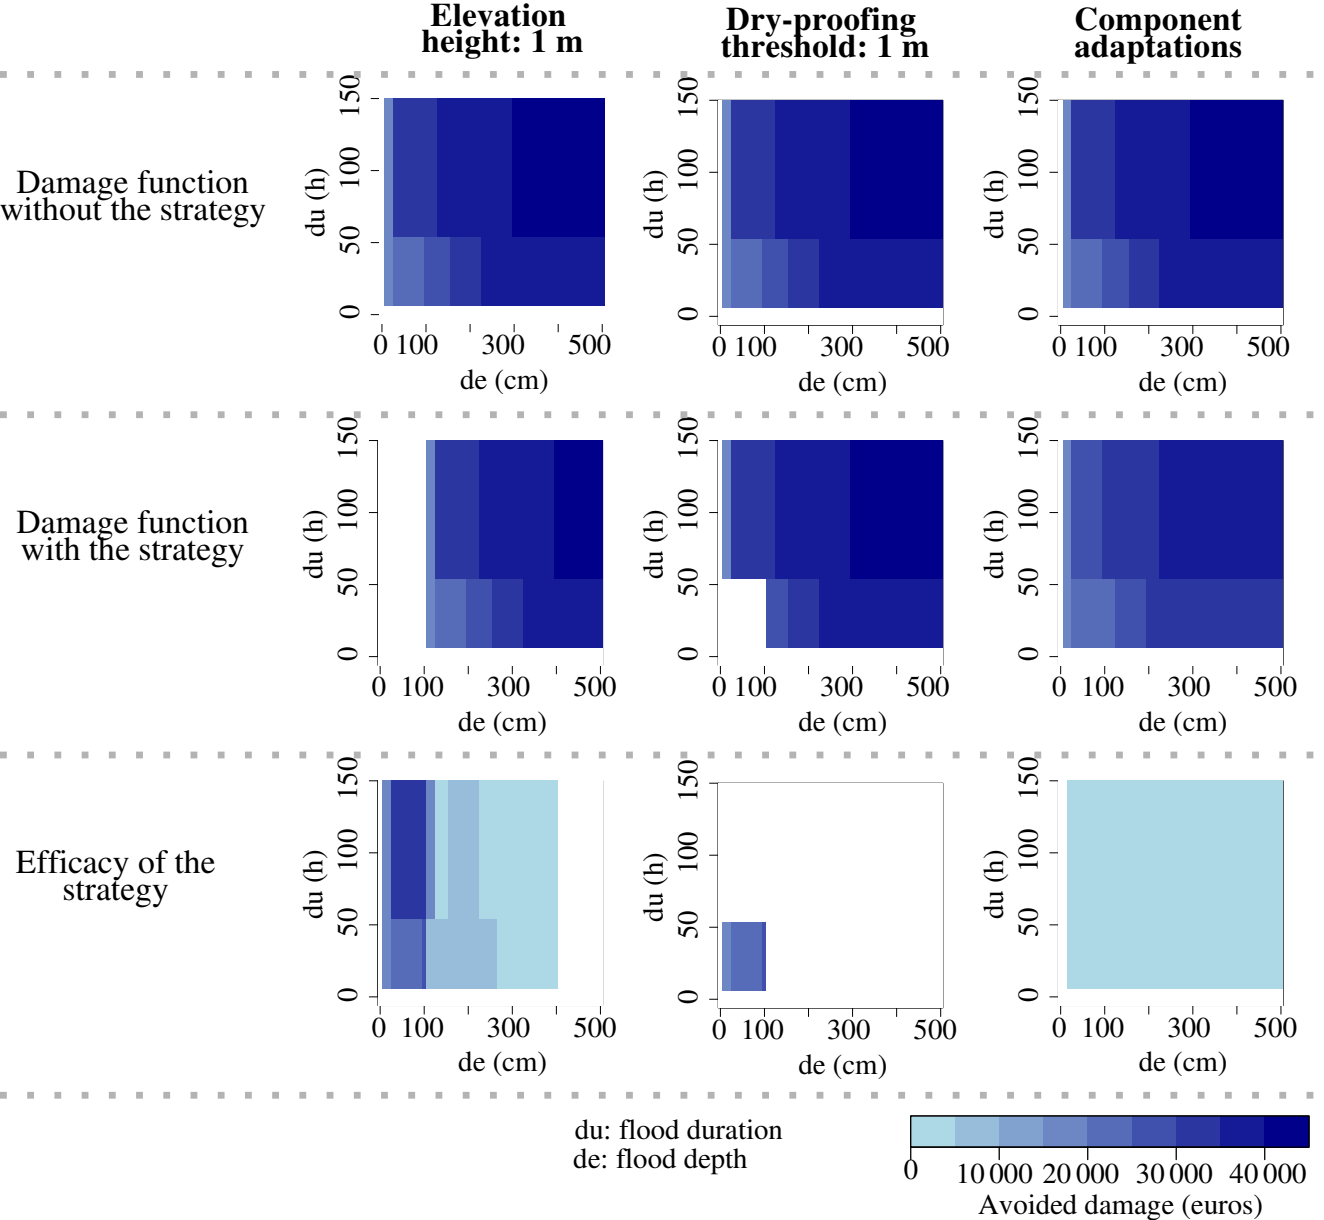 Elevation
height: 1 m
Dry-proofing
threshold: 1 m
Component
adaptations
Damage function
without the strategy
du (h)
0 50 100 150
0 100 300 500
de (cm)
du (h)
0 50 100 150
0 100 300 500
de (cm)
du (h)
0 50 100 150
0 100 300 500
de (cm)
Damage function
with the strategy
du (h)
0 50 100 150
0 100 300 500
de (cm)
du (h)
0 50 100 150
0 100 300 500
de (cm)
du (h)
0 50 100 150
0 100 300 500
de (cm)
Efficacy of the
strategy
du (h)
0 50 100 150
0 100 300 500
de (cm)
du (h)
0 50 100 150
0 100 300 500
de (cm)
du (h)
0 50 100 150
0 100 300 500
de (cm)
du: flood duration
de: flood depth
0 10 000 20 000 30 000 40 000
Avoided damage (euros)